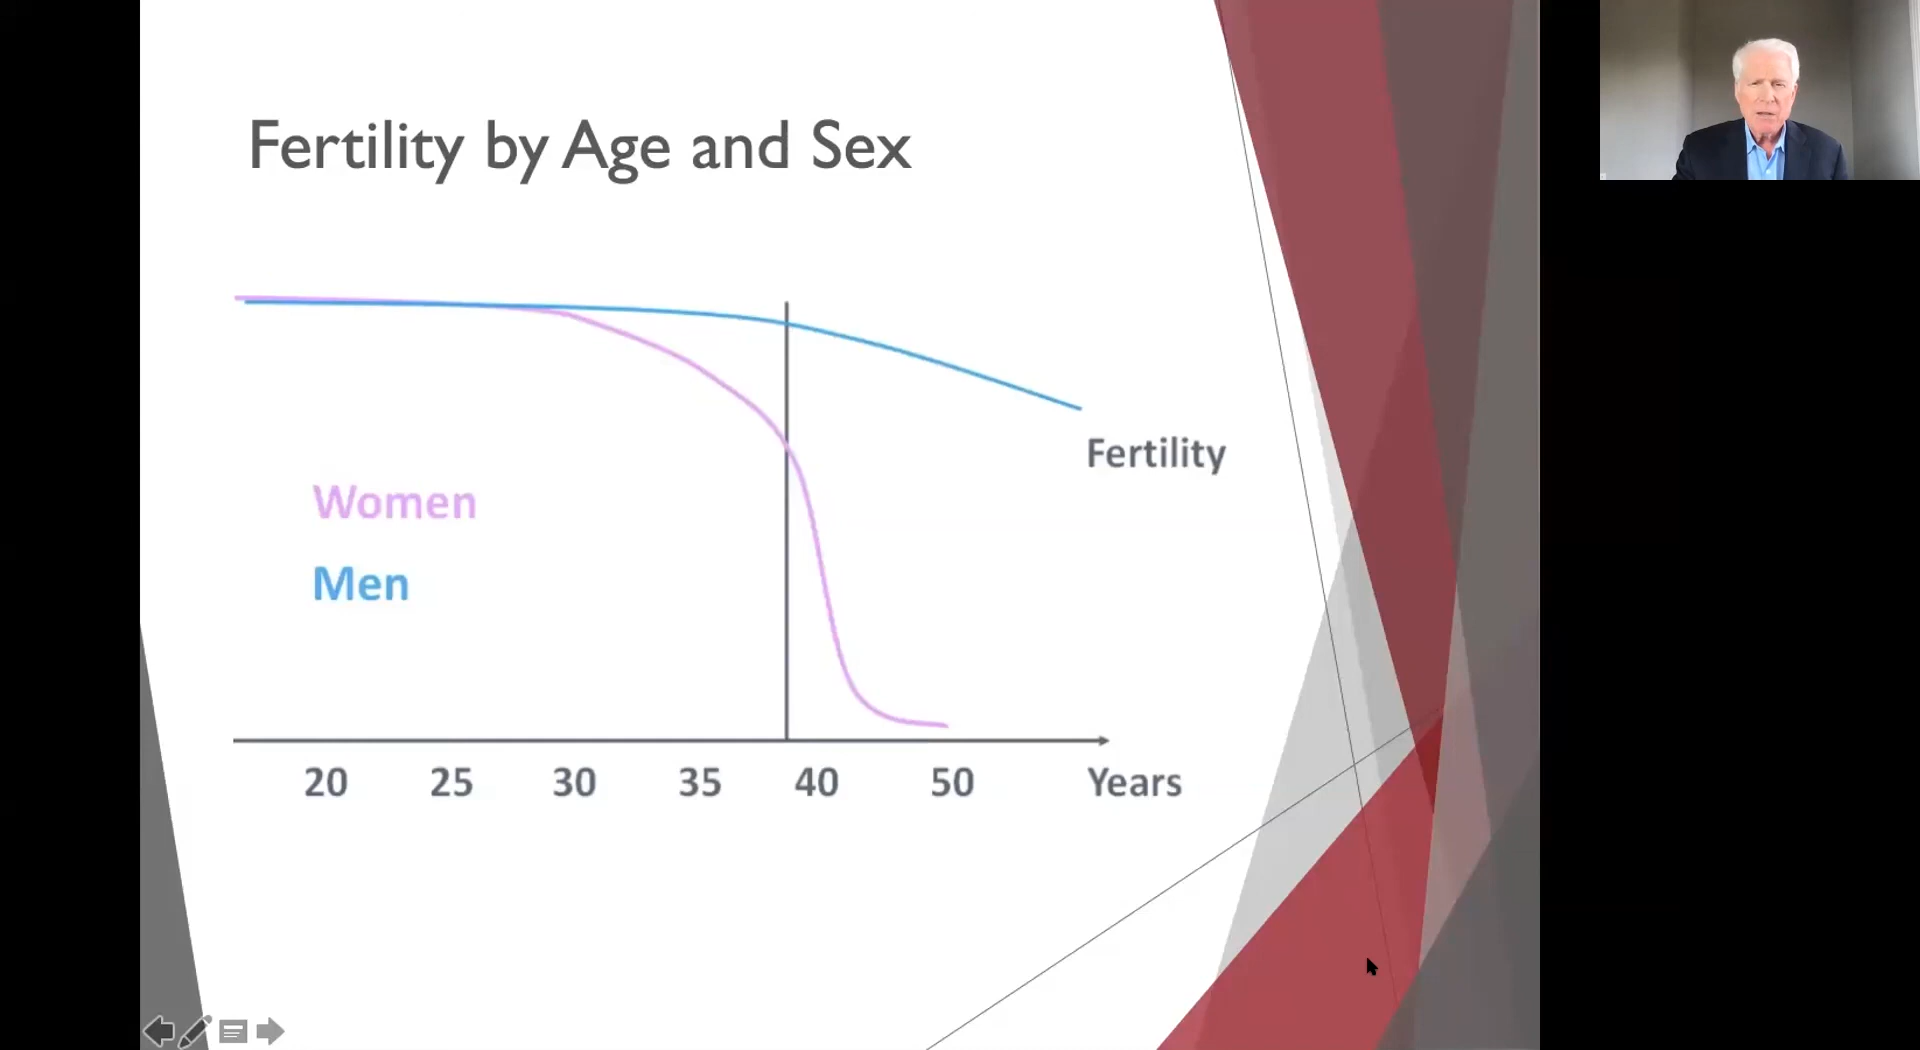 Fertility by Age and Sex
Fertility
Women
Men
20 25 30 35 40 50 Years